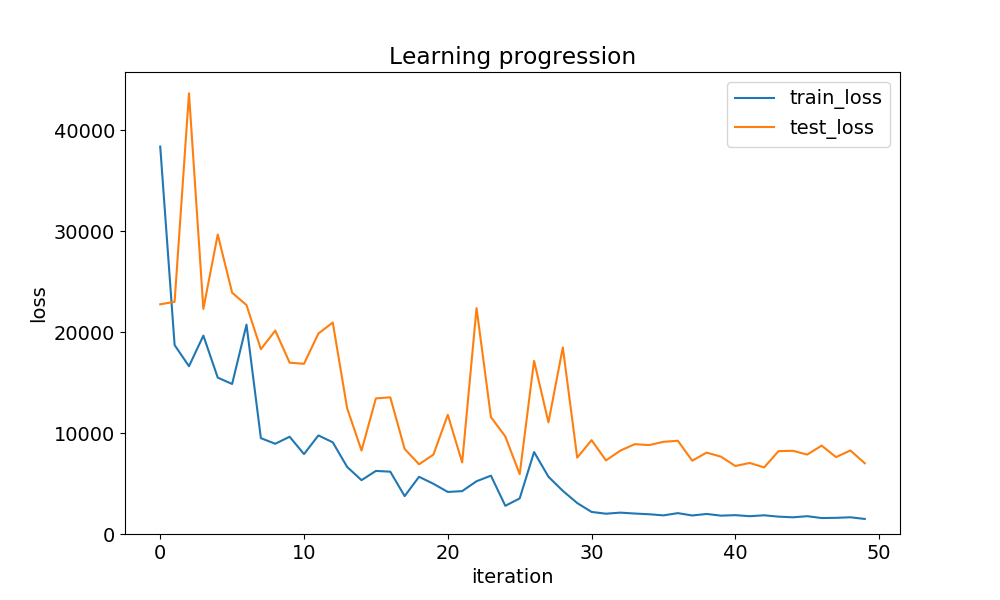 Learning progression
train_loss
test_loss
40000
30000
20000
10000
0
loss
0 10 20 30 40 50
iteration